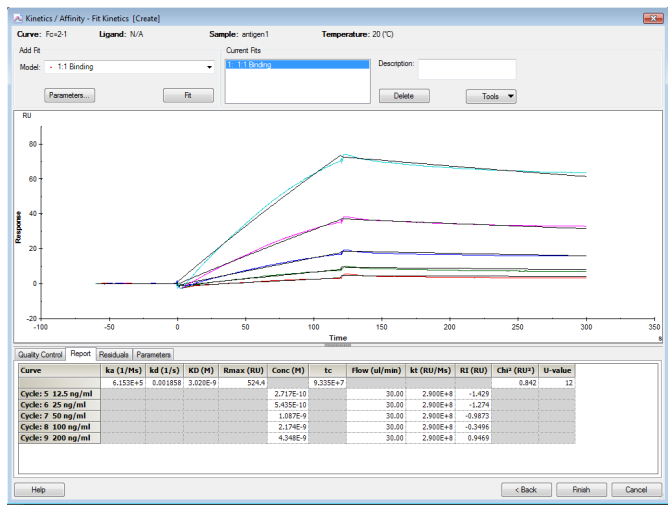 Kinetics / Affinity - Fit Kinetics [Create]
Curve: Fc=2-1 Ligand: N/A Sample: antigen1 Temperature: 20 (°C)
Add Fit Current Fits
Model: - 1:1 Binding 1: 1:1 Binding Description:
Parameters... Fit Delete Tools
RU
80
60
40
20
0
-20
Response
-100 -50 0 50 100 150 200 250 300 350
Time s
Quality Control Report Residuals Parameters
Curve ka (1/Ms) kd (1/s) KD (M) Rmax (RU) Conc (M) tc Flow (ul/min) kt (RU/Ms) RI (RU) Chi² (RU²) U-value
6.153E+5 0.001858 3.020E-9 524.4 9.335E+7 0.842 12
Cycle: 5 12.5 ng/ml 2.717E-10 30.00 2.900E+8 -1.429
Cycle: 6 25 ng/ml 5.435E-10 30.00 2.900E+8 -1.274
Cycle: 7 50 ng/ml 1.087E-9 30.00 2.900E+8 -0.9873
Cycle: 8 100 ng/ml 2.174E-9 30.00 2.900E+8 -0.3496
Cycle: 9 200 ng/ml 4.348E-9 30.00 2.900E+8 0.9469
Help < Back Finish Cancel